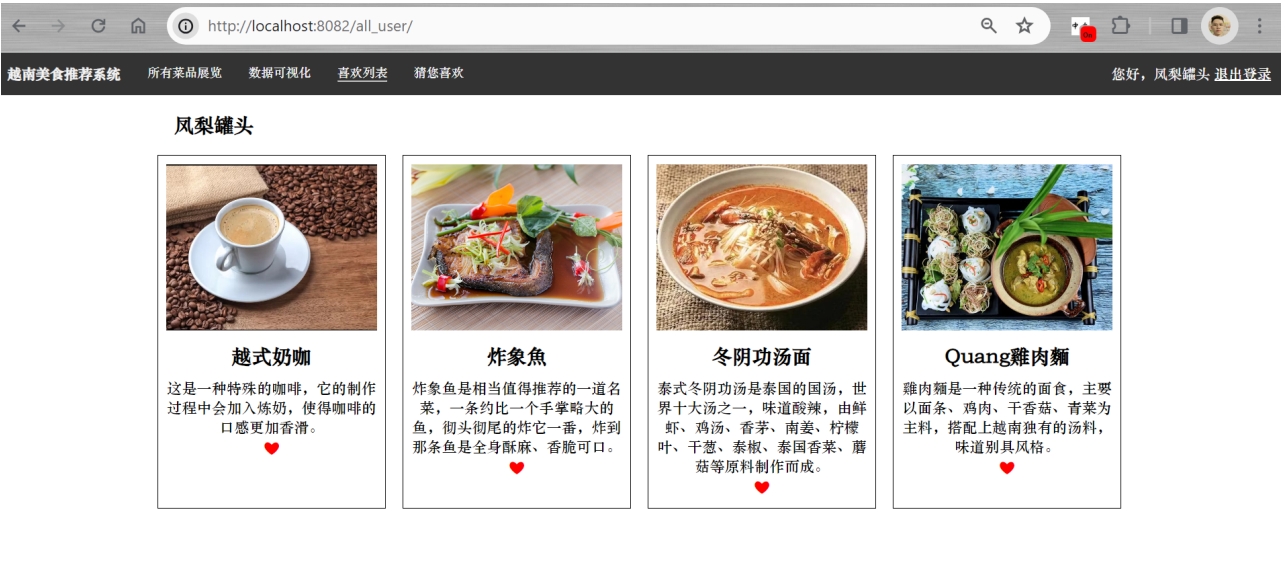 http://localhost:8082/all_user/
越南美食推荐系统 所有菜品展览 数据可视化 喜欢列表 猜您喜欢 您好，凤梨罐头 退出登录
凤梨罐头
越式奶咖
这是一种特殊的咖啡，它的制作
过程中会加入炼奶，使得咖啡的
口感更加香滑。
炸象魚
炸象鱼是相当值得推荐的一道名
菜，一条约比一个手掌略大的
鱼，彻头彻尾的炸它一番，炸到
那条鱼是全身酥麻、香脆可口。
冬阴功汤面
泰式冬阴功汤是泰国的国汤，世
界十大汤之一，味道酸辣，由鲜
虾、鸡汤、香茅、南姜、柠檬
叶、干葱、泰椒、泰国香菜、蘑
菇等原料制作而成。
Quang雞肉麵
雞肉麵是一种传统的面食，主要
以面条、鸡肉、干香菇、青菜为
主料，搭配上越南独有的汤料，
味道别具风格。